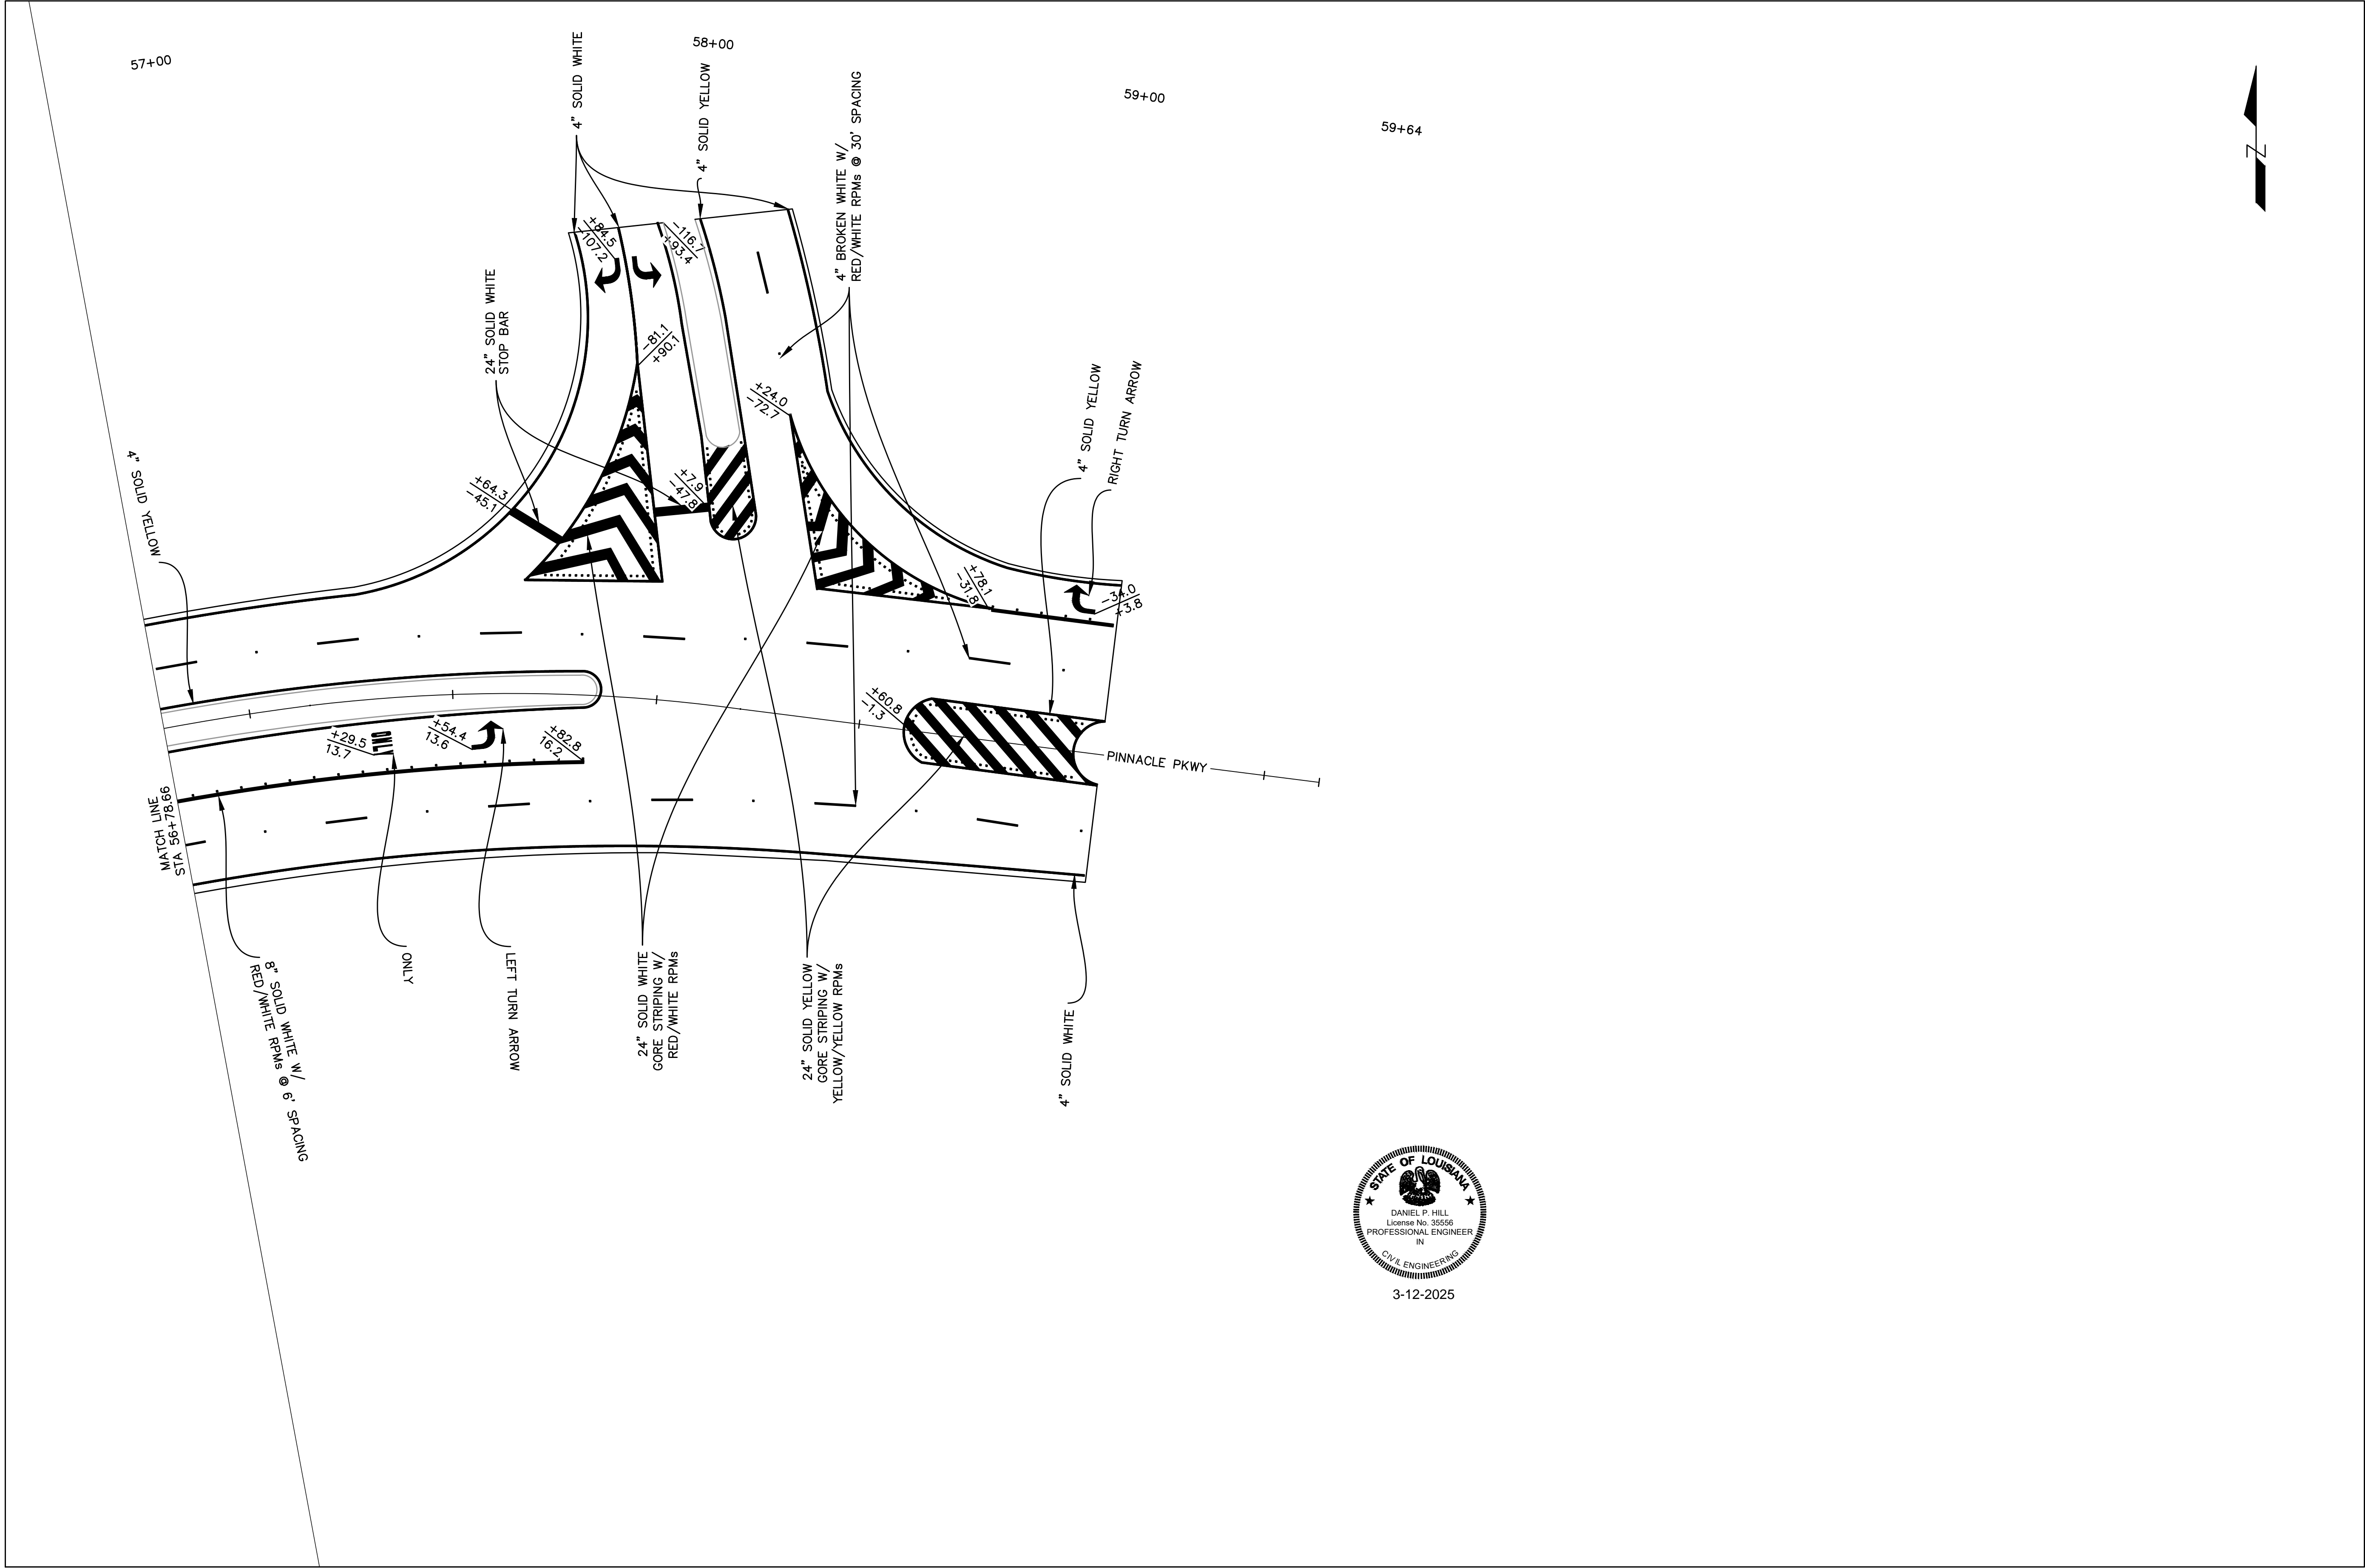 57+00
58+00
59+00
59+64
4” SOLID WHITE
4” SOLID YELLOW
4” BROKEN WHITE W/
RED/WHITE RPMs @ 30' SPACING
Z
+84.5
-107.2
-116.7
+93.4
24” SOLID WHITE
STOP BAR
-81.1
+90.1
+24.0
-72.7
4” SOLID YELLOW
RIGHT TURN ARROW
4” SOLID YELLOW
+64.3
-45.1
+7.9
-47.8
+78.1
-31.8
-34.0
+3.8
+60.8
-1.3
+29.5
13.7
ONLY
+54.4
13.6
+82.8
16.2
PINNACLE PKWY
MATCH LINE
STA 56+78.66
8” SOLID WHITE W/
RED/WHITE RPMs @ 6' SPACING
ONLY
LEFT TURN ARROW
24” SOLID WHITE
GORE STRIPING W/
RED/WHITE RPMs
24” SOLID YELLOW
GORE STRIPING W/
YELLOW/YELLOW RPMs
4” SOLID WHITE
STATE OF LOUISIANA
DANIEL P. HILL
License No. 35556
PROFESSIONAL ENGINEER
IN
CIVIL ENGINEERING
3-12-2025